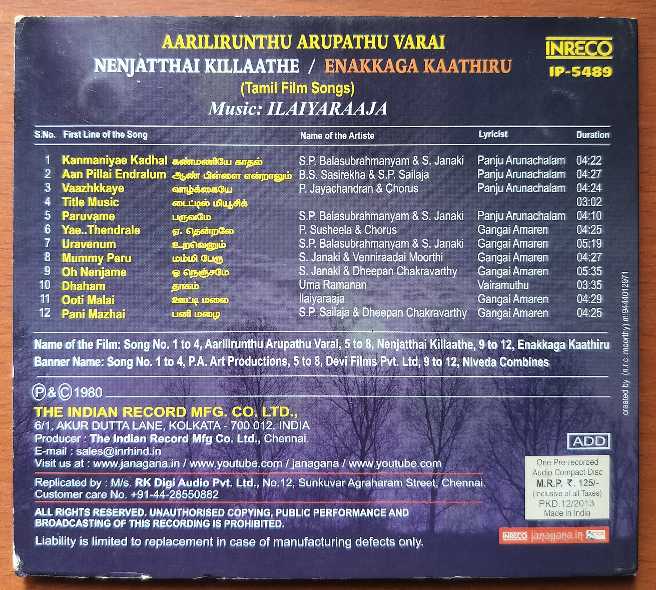 AARILIRUNTHU ARUPATHU VARAI
NENJATTHAI KILLAATHE / ENAKKAGA KAATHIRU
(Tamil Film Songs)
Music: ILAIYARAAJA
INRECO
IP-5489
S.No. First Line of the Song Name of the Artiste Lyricist Duration
1 Kanmaniyae Kadhal கண்மணியே காதல் S.P. Balasubrahmanyam & S. Janaki Panju Arunachalam 04:22
2 Aan Pillai Endralum ஆண் பிள்ளை என்றாலும் B.S. Sasirekha & S.P. Sailaja Panju Arunachalam 04:27
3 Vaazhkkaye வாழ்க்கையே P. Jayachandran & Chorus Panju Arunachalam 04:24
4 Title Music டைட்டில் மியூசிக் 03:02
5 Paruvame பருவமே S.P. Balasubrahmanyam & S. Janaki Panju Arunachalam 04:10
6 Yae..Thendrale ஏ. தென்றலே P. Susheela & Chorus Gangai Amaren 04:25
7 Uravenum உறவெனும் S.P. Balasubrahmanyam & S. Janaki Gangai Amaren 05:19
8 Mummy Peru மம்மி பேரு S. Janaki & Venniraadai Moorthi Gangai Amaren 04:27
9 Oh Nenjame ஓ நெஞ்சமே S. Janaki & Dheepan Chakravarthy Gangai Amaren 05:35
10 Dhaham தாகம் Uma Ramanan Vairamuthu 03:35
11 Ooti Malai ஊட்டி மலை Ilaiyaraaja Gangai Amaren 04:29
12 Pani Mazhai பனி மழை S.P. Sailaja & Dheepan Chakravarthy Gangai Amaren 04:25
Name of the Film: Song No. 1 to 4, Aarilirunthu Arupathu Varai, 5 to 8, Nenjatthai Killaathe, 9 to 12, Enakkaga Kaathiru
Banner Name: Song No. 1 to 4, P.A. Art Productions, 5 to 8, Devi Films Pvt. Ltd, 9 to 12, Niveda Combines
Ⓟ&Ⓒ1980
THE INDIAN RECORD MFG. CO. LTD.,
6/1, AKUR DUTTA LANE, KOLKATA - 700 012, INDIA
Producer : The Indian Record Mfg Co. Ltd., Chennai.
E-mail : sales@inrhind.in
Visit us at : www.janagana.in / www.youtube.com / janagana / www.youtube.com
Replicated by : M/s. RK Digi Audio Pvt. Ltd., No.12, Sunkuvar Agraharam Street, Chennai.
Customer care No. +91-44-28550862
ALL RIGHTS RESERVED. UNAUTHORISED COPYING, PUBLIC PERFORMANCE AND
BROADCASTING OF THIS RECORDING IS PROHIBITED.
Liability is limited to replacement in case of manufacturing defects only.
ADD
One Pre-recorded
Audio Compact Disc
M.R.P. ₹. 125/-
(Inclusive of all Taxes)
PKD.12/2013
Made in India
INRECO janagana.in
created by (n.r.c. moorthy) m:9444012971